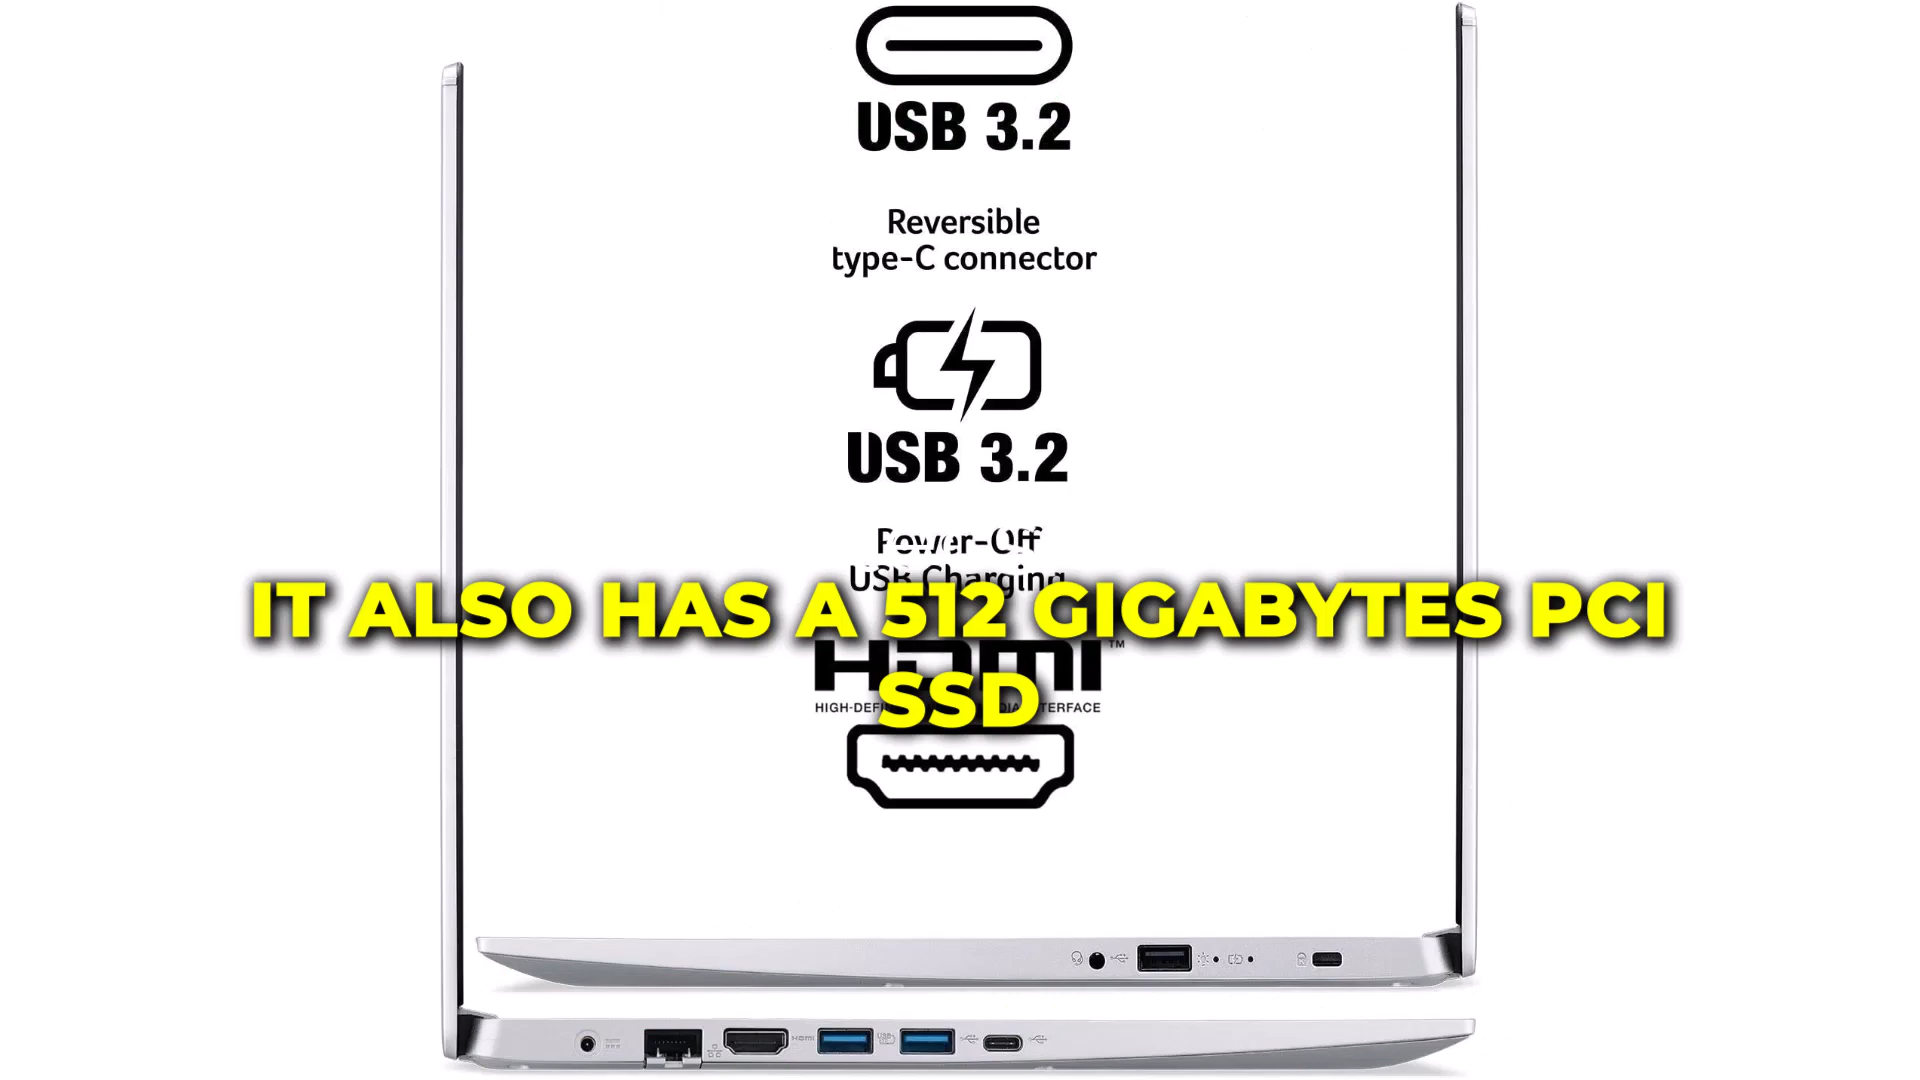 USB 3.2
Reversible
type-C connector
USB 3.2
Power-Off
USB Charging
IT ALSO HAS A 512 GIGABYTES PCI
SSD
HDMI™
HDMI